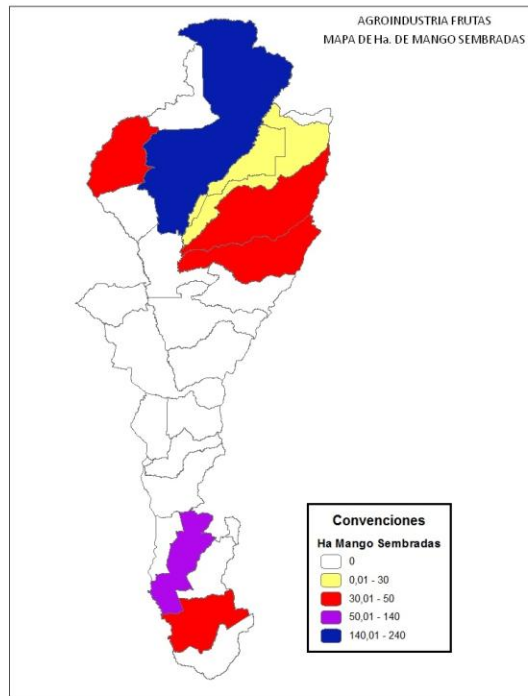 AGROINDUSTRIA FRUTAS
MAPA DE Ha. DE MANGO SEMBRADAS
Convenciones
Ha Mango Sembradas
0
0,01 - 30
30,01 - 50
50,01 - 140
140,01 - 240